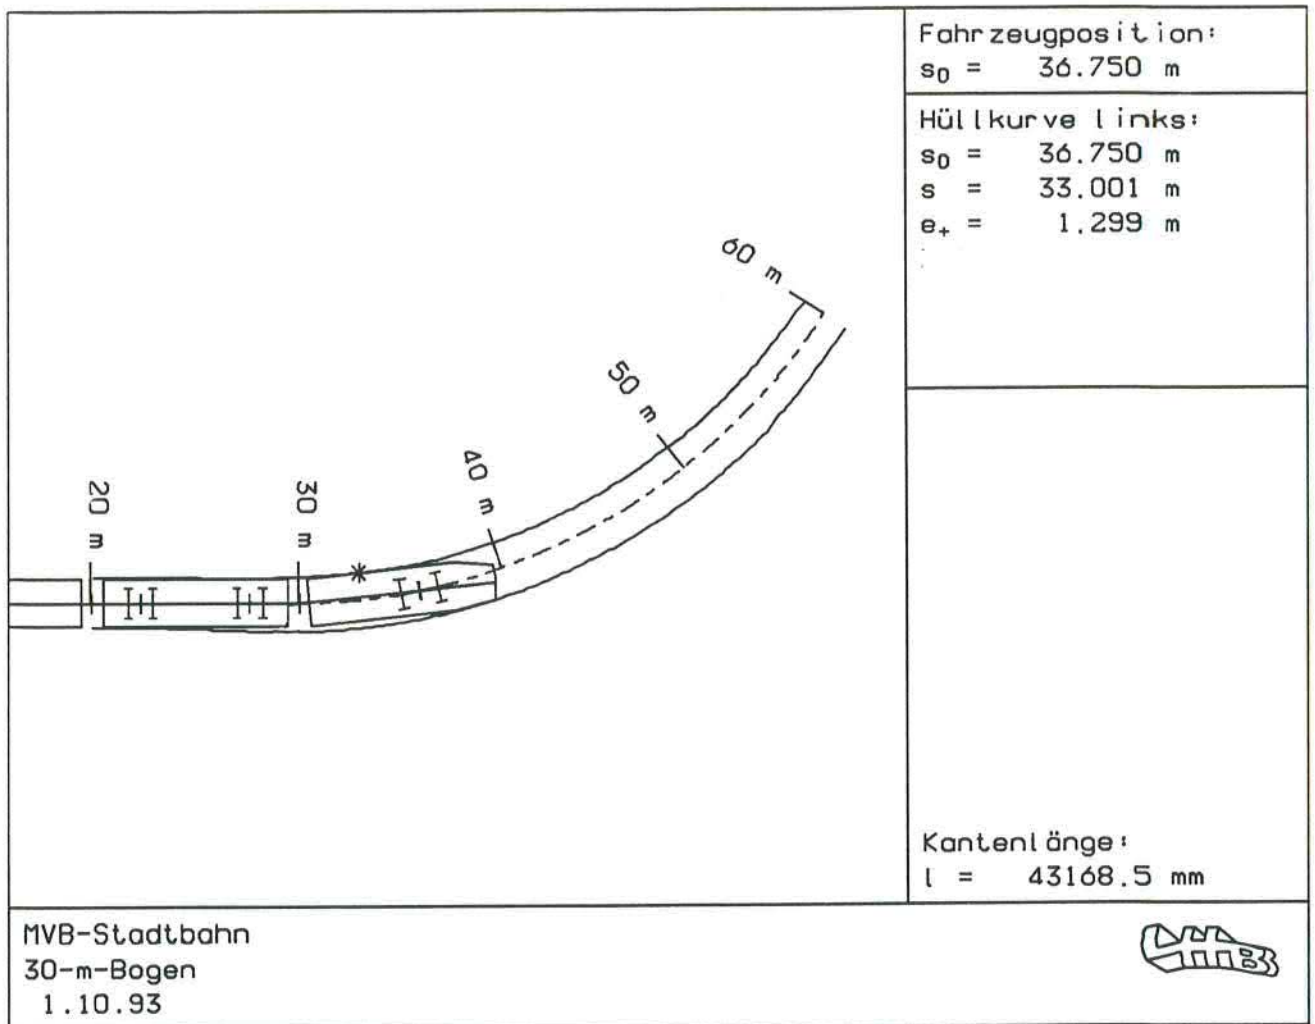 Fahrzeugposition:
s₀ = 36.750 m
Hüllkurve links:
s₀ = 36.750 m
s = 33.001 m
e₊ = 1.299 m
60 m
50 m
40 m
30 m
20 m
Kantenlänge:
l = 43168.5 mm
MVB-Stadtbahn
30-m-Bogen
1.10.93
LHB